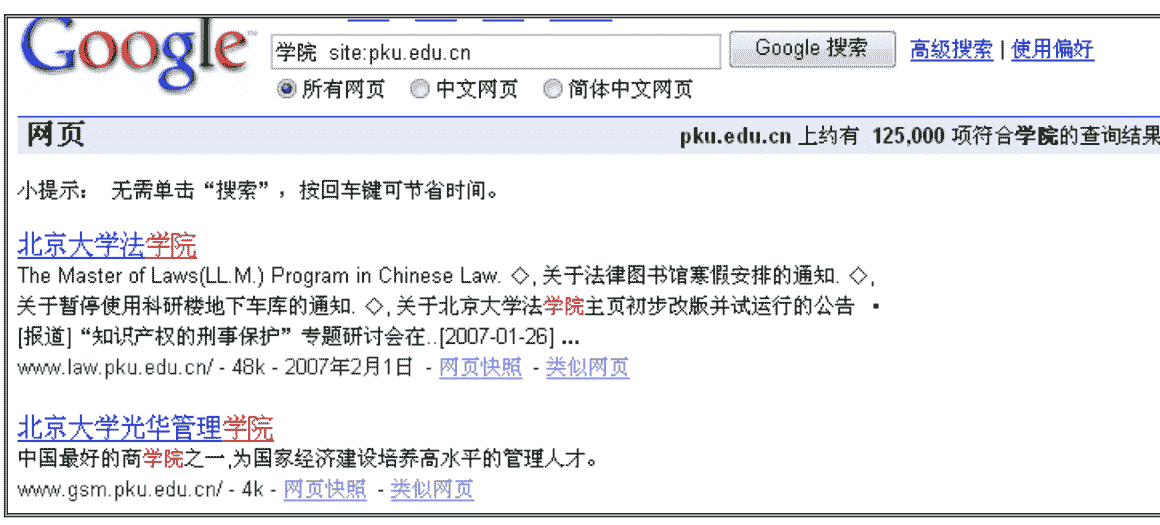 Google™
学院 site:pku.edu.cn
Google 搜索
高级搜索 | 使用偏好
所有网页 中文网页 简体中文网页
网页
pku.edu.cn 上约有 125,000 项符合学院的查询结果
小提示： 无需单击“搜索”，按回车键可节省时间。
北京大学法学院
The Master of Laws(LL.M.) Program in Chinese Law. ◇, 关于法律图书馆寒假安排的通知. ◇,
关于暂停使用科研楼地下车库的通知. ◇, 关于北京大学法学院主页初步改版并试运行的公告 ▪
[报道] “知识产权的刑事保护”专题研讨会在..[2007-01-26] ...
www.law.pku.edu.cn/ - 48k - 2007年2月1日 - 网页快照 - 类似网页
北京大学光华管理学院
中国最好的商学院之一,为国家经济建设培养高水平的管理人才。
www.gsm.pku.edu.cn/ - 4k - 网页快照 - 类似网页